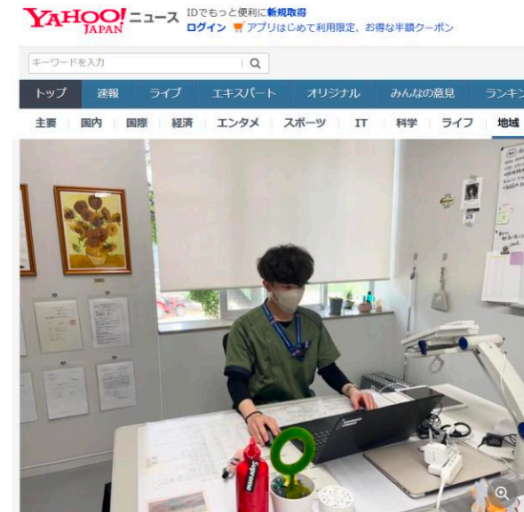 YAHOO! ニュース
JAPAN
IDでもっと便利に新規取得
ログイン アプリはじめて利用限定、お得な半額クーポン
キーワードを入力
トップ 速報 ライブ エキスパート オリジナル みんなの意見 ランキン
主要 国内 国際 経済 エンタメ スポーツ IT 科学 ライフ 地域
Supreme